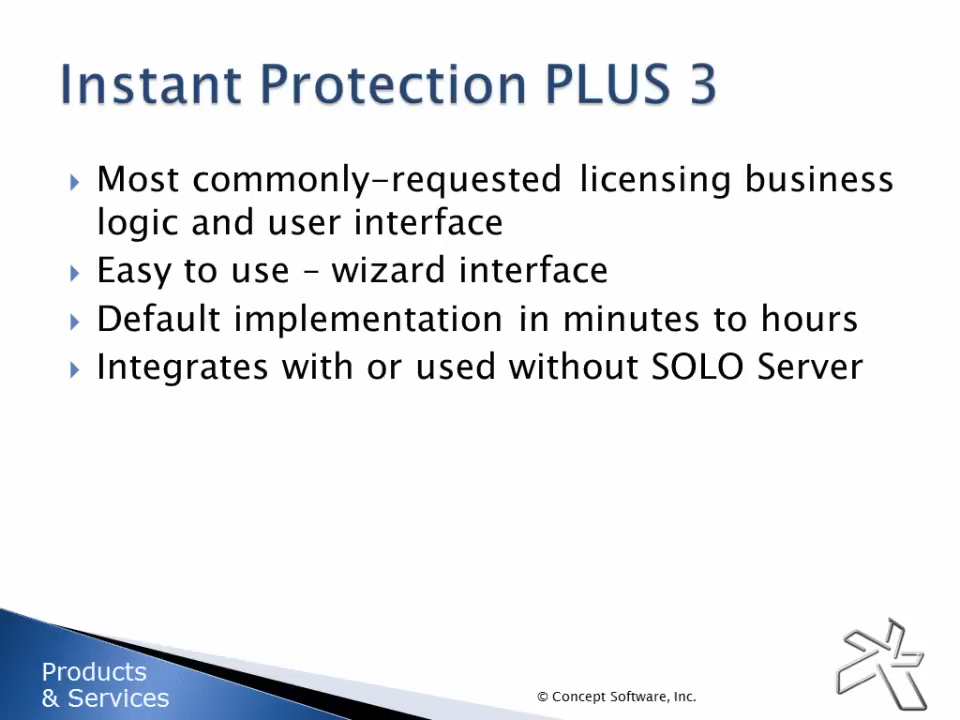 Instant Protection PLUS 3
Most commonly-requested licensing business
logic and user interface
Easy to use – wizard interface
Default implementation in minutes to hours
Integrates with or used without SOLO Server
Products
& Services
© Concept Software, Inc.